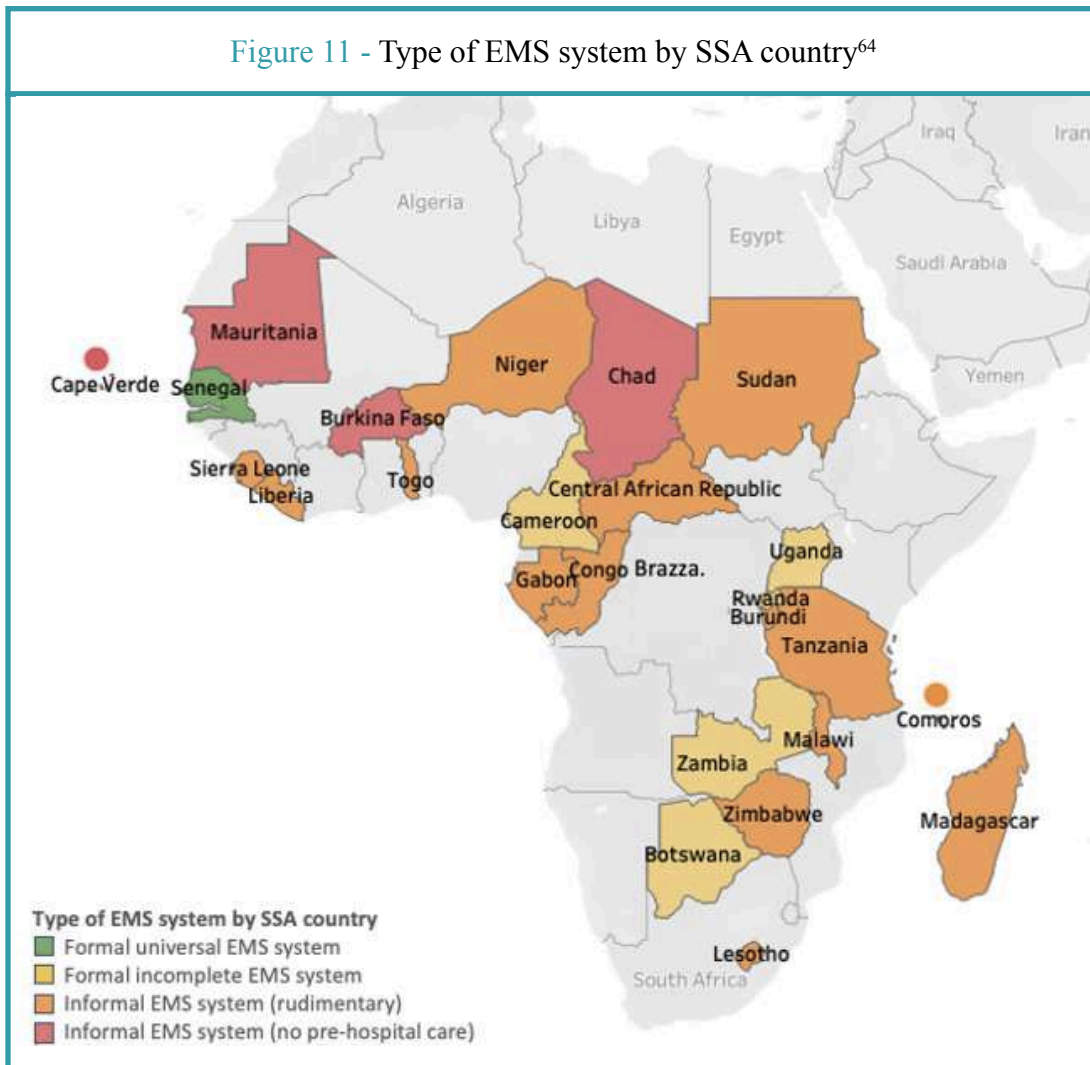 Figure 11 - Type of EMS system by SSA country64
Iraq
Iran
Algeria
Libya
Egypt
Saudi Arabia
Mauritania
Niger
Chad
Sudan
Yemen
Cape Verde
Senegal
Burkina Faso
Sierra Leone
Liberia
Togo
Central African Republic
Cameroon
Uganda
Gabon
Congo Brazza.
Rwanda
Burundi
Tanzania
Comoros
Malawi
Zambia
Zimbabwe
Madagascar
Botswana
Lesotho
South Africa
Type of EMS system by SSA country
Formal universal EMS system
Formal incomplete EMS system
Informal EMS system (rudimentary)
Informal EMS system (no pre-hospital care)